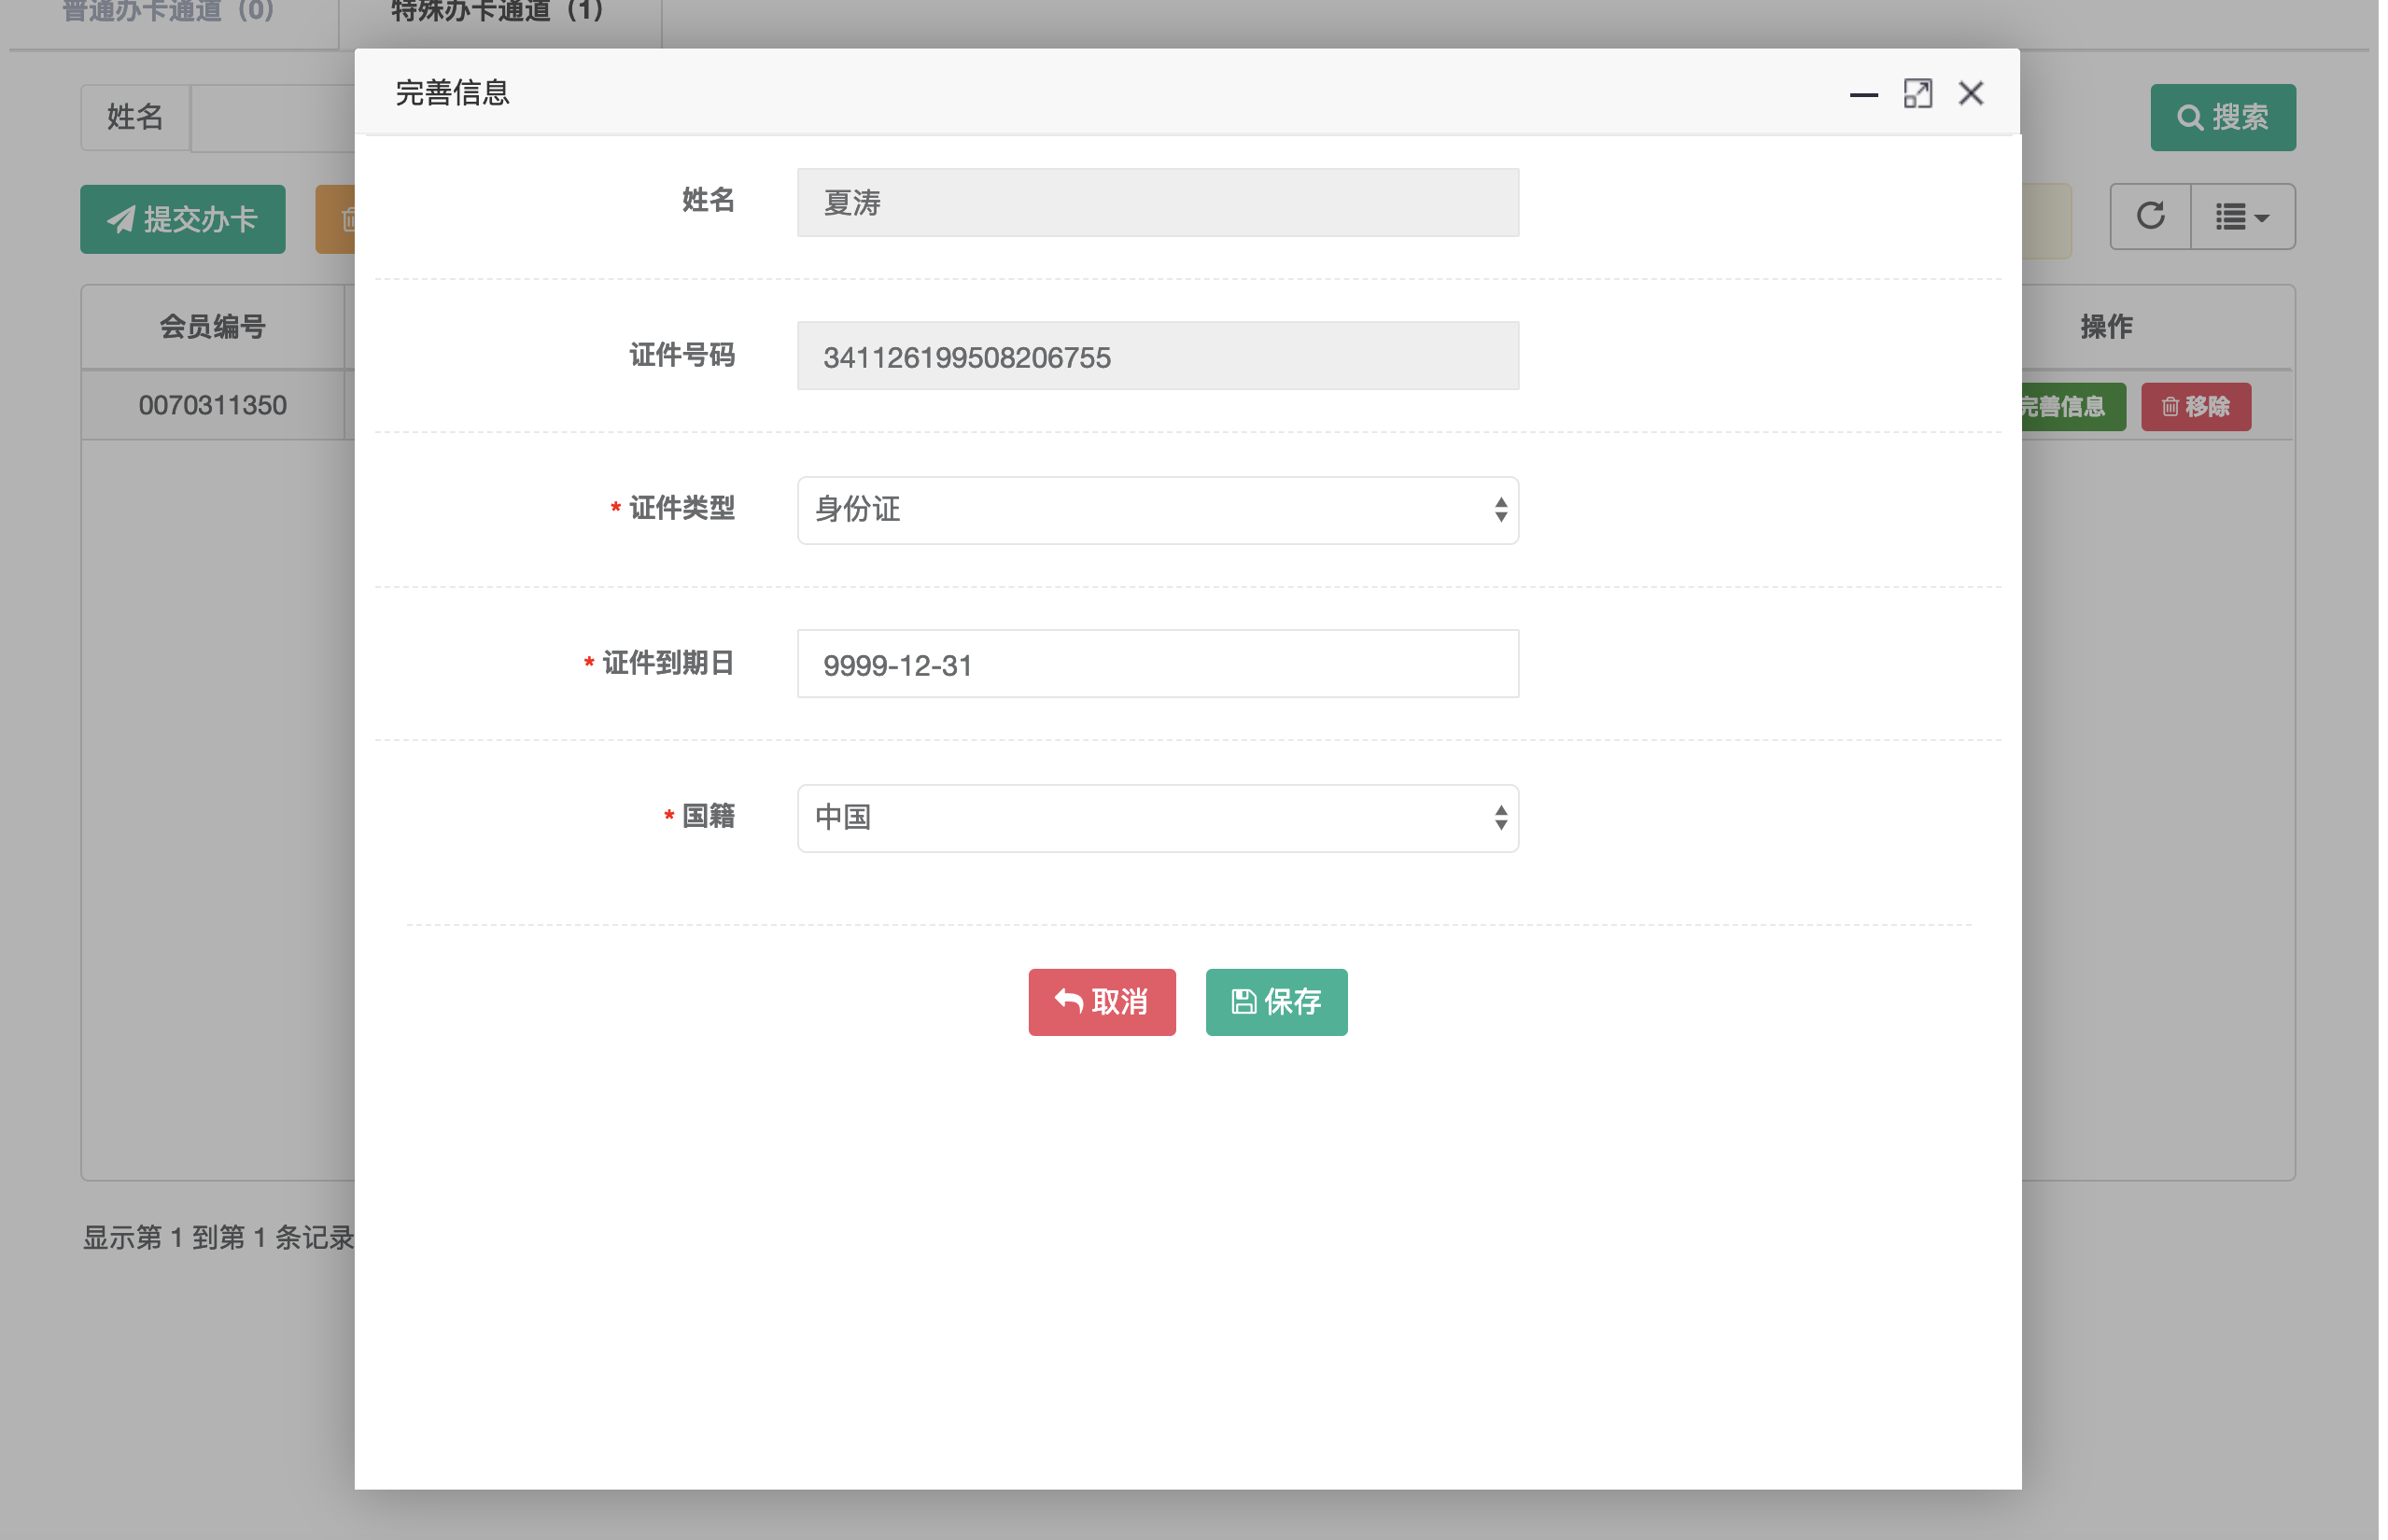 普通办卡通道（0）
特殊办卡通道（1）
完善信息
姓名
搜索
姓名
夏涛
提交办卡
证件号码
341126199508206755
会员编号
操作
0070311350
完善信息
移除
* 证件类型
身份证
* 证件到期日
9999-12-31
* 国籍
中国
取消
保存
显示第 1 到第 1 条记录